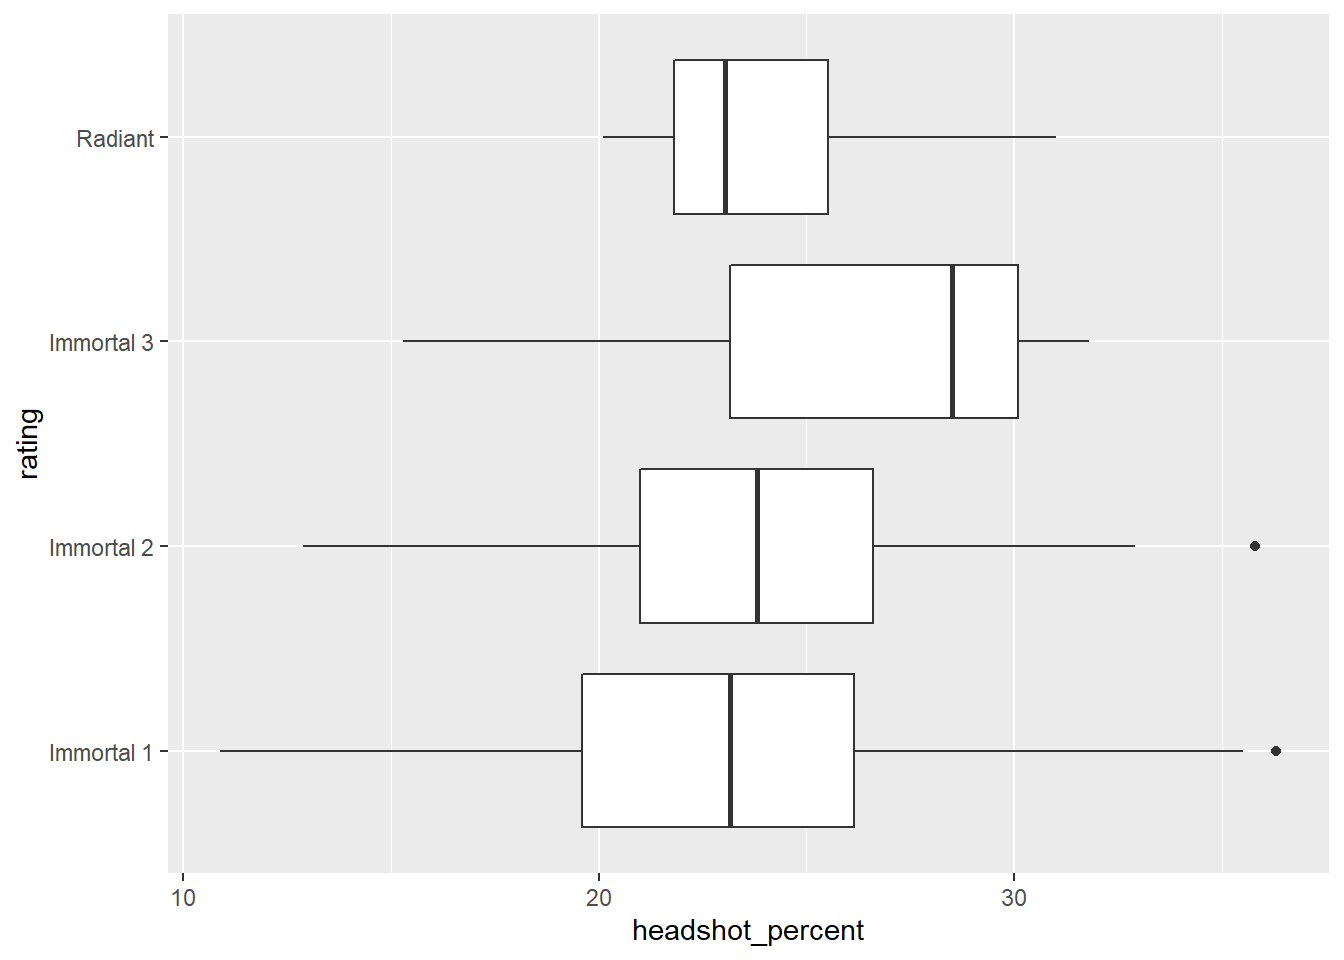 Radiant
Immortal 3
Immortal 2
Immortal 1
rating
10 20 30
headshot_percent